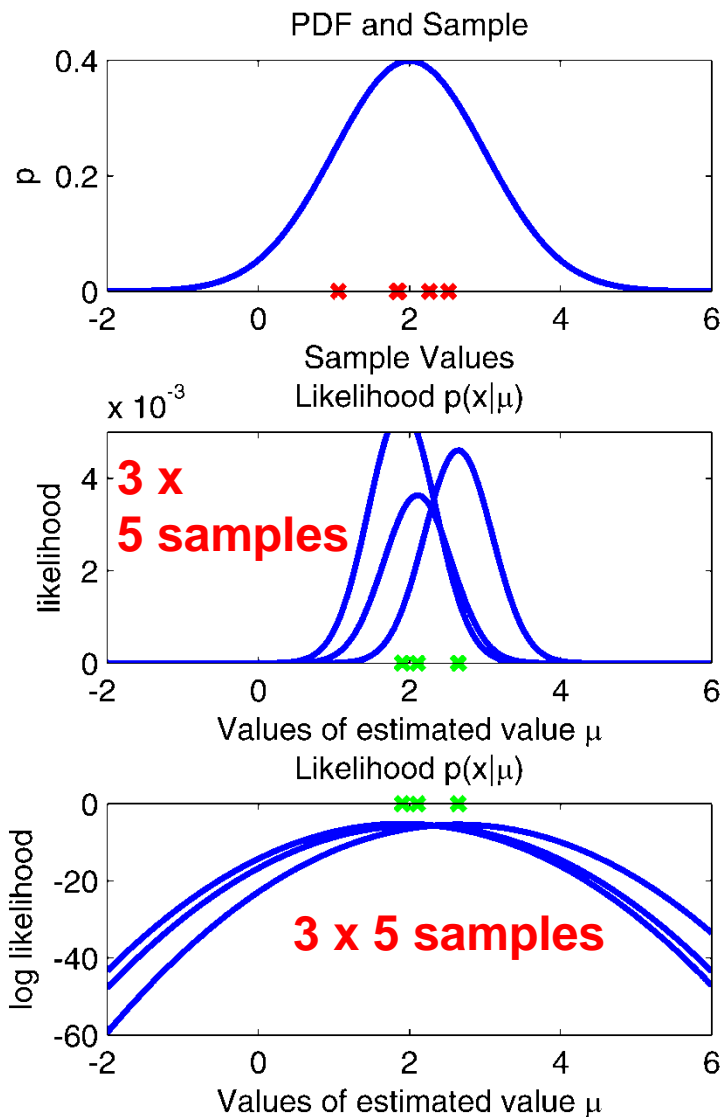 PDF and Sample
0.4
0.2
0
p
-2 0 2 4 6
Sample Values
Likelihood p(x|μ)
x 10⁻³
4
2
0
likelihood
3 x
5 samples
-2 0 2 4 6
Values of estimated value μ
Likelihood p(x|μ)
0
-20
-40
-60
log likelihood
3 x 5 samples
-2 0 2 4 6
Values of estimated value μ